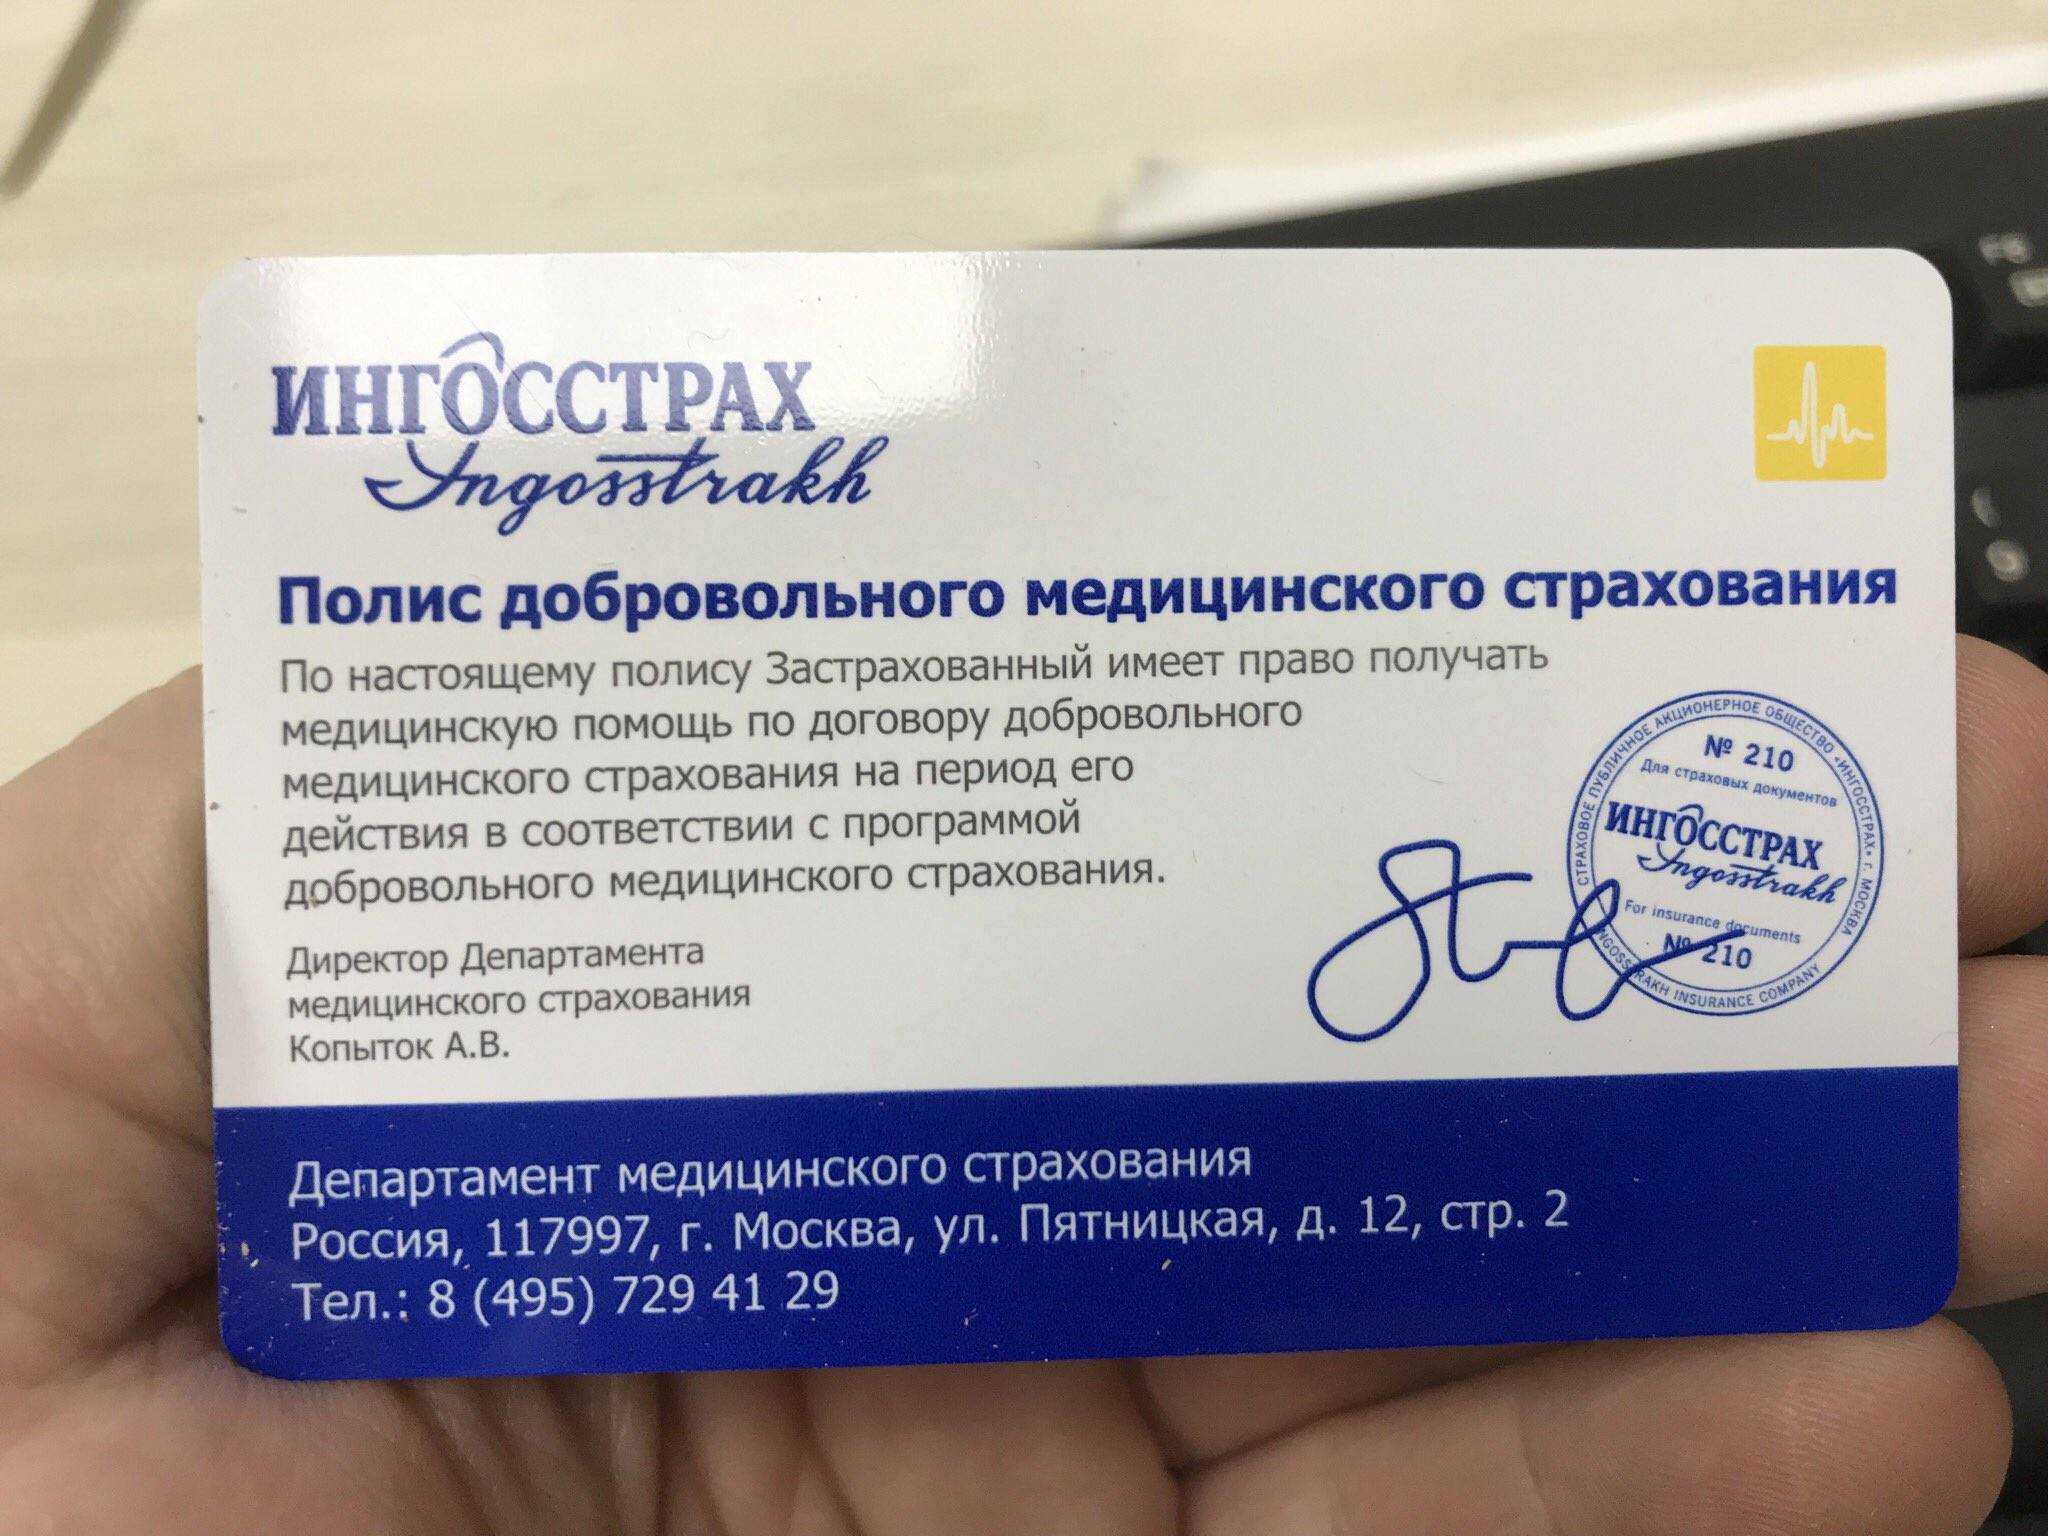 ИНГОССТРАХ
Ingosstrakh
Полис добровольного медицинского страхования
По настоящему полису Застрахованный имеет право получать
медицинскую помощь по договору добровольного
медицинского страхования на период его
действия в соответствии с программой
добровольного медицинского страхования.
Директор Департамента
медицинского страхования
Копыток А.В.
СТРАХОВОЕ ПУБЛИЧНОЕ АКЦИОНЕРНОЕ ОБЩЕСТВО «ИНГОССТРАХ» г. МОСКВА
№ 210
Для страховых документов
ИНГОССТРАХ
Ingosstrakh
For insurance documents
№ 210
INGOSSTRAKH INSURANCE COMPANY
Департамент медицинского страхования
Россия, 117997, г. Москва, ул. Пятницкая, д. 12, стр. 2
Тел.: 8 (495) 729 41 29